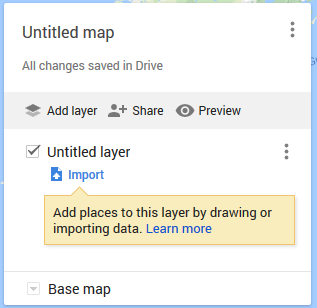 Untitled map
All changes saved in Drive
Add layer Share Preview
Untitled layer
Import
Add places to this layer by drawing or
importing data. Learn more
Base map